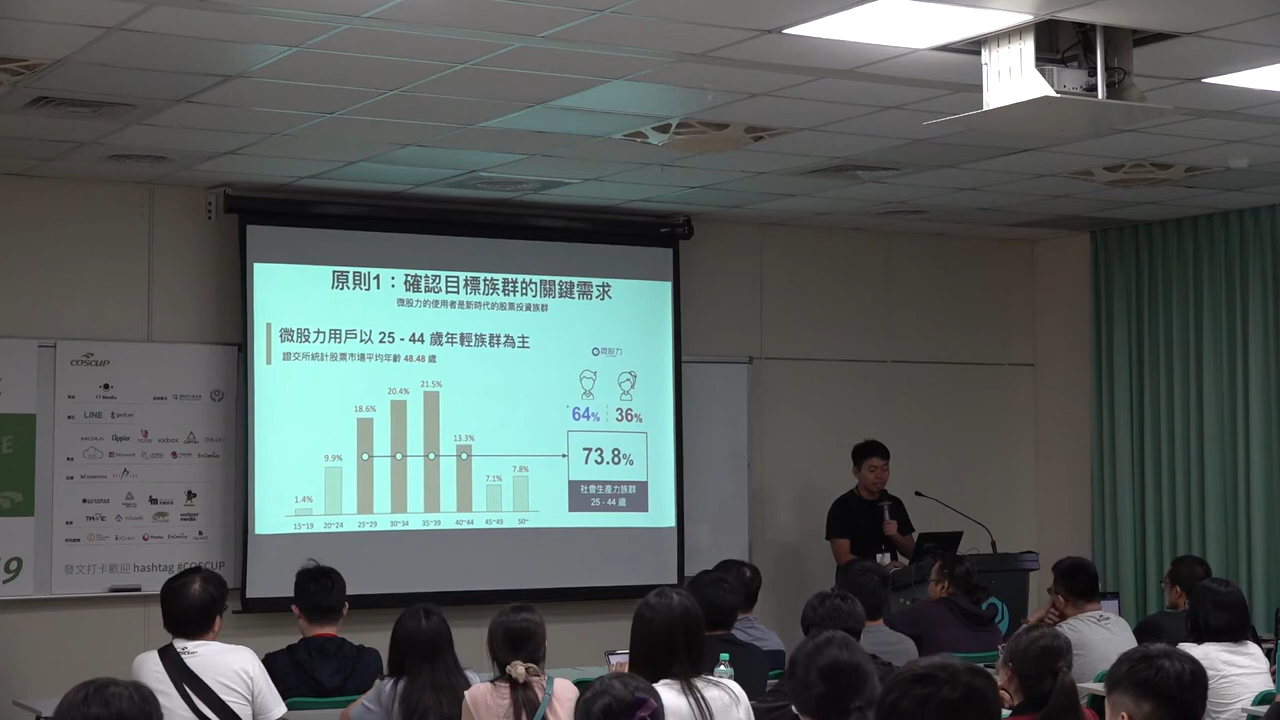 原則1：確認目標族群的關鍵需求
微股力的使用者是新時代的股票投資族群
微股力用戶以 25 - 44 歲年輕族群為主
證交所統計股票市場平均年齡 48.48 歲
微股力
1.4%
9.9%
18.6%
20.4%
21.5%
13.3%
7.1%
7.8%
15~19
20~24
25~29
30~34
35~39
40~44
45~49
50~
64%
36%
73.8%
社會生產力族群
25 - 44 歲
COSCUP
LINE
MOXA
Appier
Microsoft
發文打卡歡迎 hashtag #COSCUP
E
9